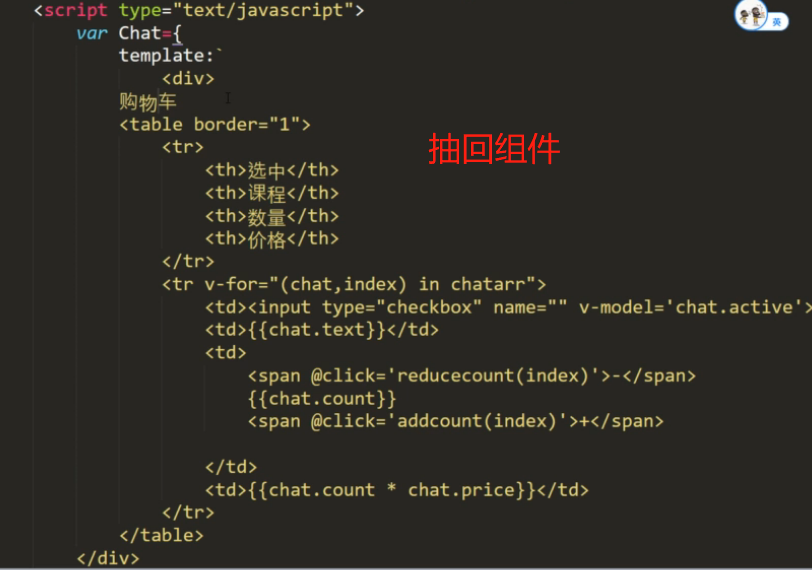 <script type="text/javascript">
英
var Chat={
template:`
<div>
购物车
<table border="1">
抽回组件
<tr>
<th>选中</th>
<th>课程</th>
<th>数量</th>
<th>价格</th>
</tr>
<tr v-for="(chat,index) in chatarr">
<td><input type="checkbox" name="" v-model='chat.active'>
<td>{{chat.text}}</td>
<td>
<span @click='reducecount(index)'>-</span>
{{chat.count}}
<span @click='addcount(index)'>+</span>
</td>
<td>{{chat.count * chat.price}}</td>
</tr>
</table>
</div>